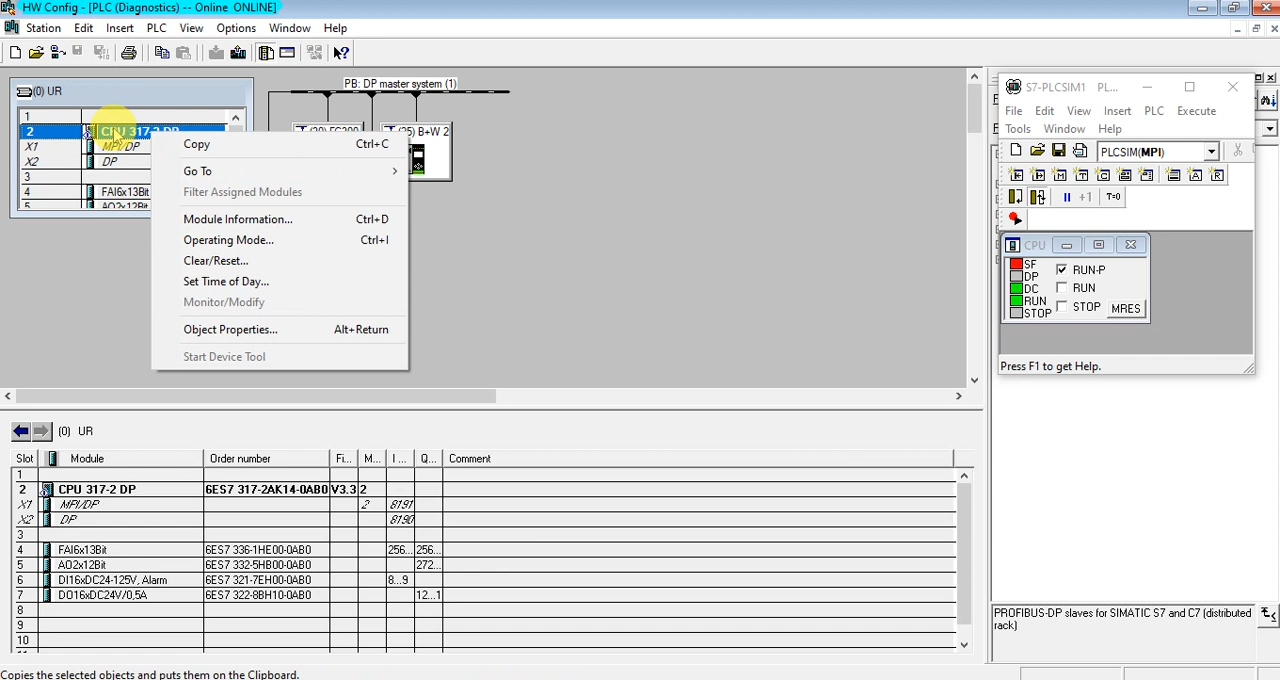 HW Config - [PLC (Diagnostics) -- Online  ONLINE]
Station Edit Insert PLC View Options Window Help
(0) UR
1
2 CPU 317-2 DP
X1 MPI/DP
X2 DP
3
4 FAI6x13Bit
5 AO2x12Bit
PB: DP master system (1)
(25) B+W 2
Copy Ctrl+C
Go To
Filter Assigned Modules
Module Information... Ctrl+D
Operating Mode... Ctrl+I
Clear/Reset...
Set Time of Day...
Monitor/Modify
Object Properties... Alt+Return
Start Device Tool
S7-PLCSIM1 PL...
File Edit View Insert PLC Execute
Tools Window Help
PLCSIM(MPI)
+1 T=0
CPU
SF
DP
DC
RUN
STOP
RUN-P
RUN
STOP
MRES
Press F1 to get Help.
(0) UR
Slot Module Order number Fi... M... I ... Q... Comment
1
2 CPU 317-2 DP 6ES7 317-2AK14-0AB0 V3.3 2
X1 MPI/DP 2 8191
X2 DP 8190
3
4 FAI6x13Bit 6ES7 336-1HE00-0AB0 256... 256...
5 AO2x12Bit 6ES7 332-5HB00-0AB0 272...
6 DI16xDC24-125V, Alarm 6ES7 321-7EH00-0AB0 8...9
7 DO16xDC24V/0,5A 6ES7 322-8BH10-0AB0 12...1
8
9
10
PROFIBUS-DP slaves for SIMATIC S7 and C7 (distributed
rack)
Copies the selected objects and puts them on the Clipboard.